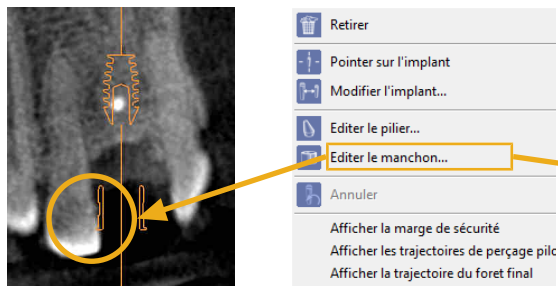 Retirer
Pointer sur l'implant
Modifier l'implant...
Editer le pilier...
Editer le manchon...
Annuler
Afficher la marge de sécurité
Afficher les trajectoires de perçage pilo
Afficher la trajectoire du foret final